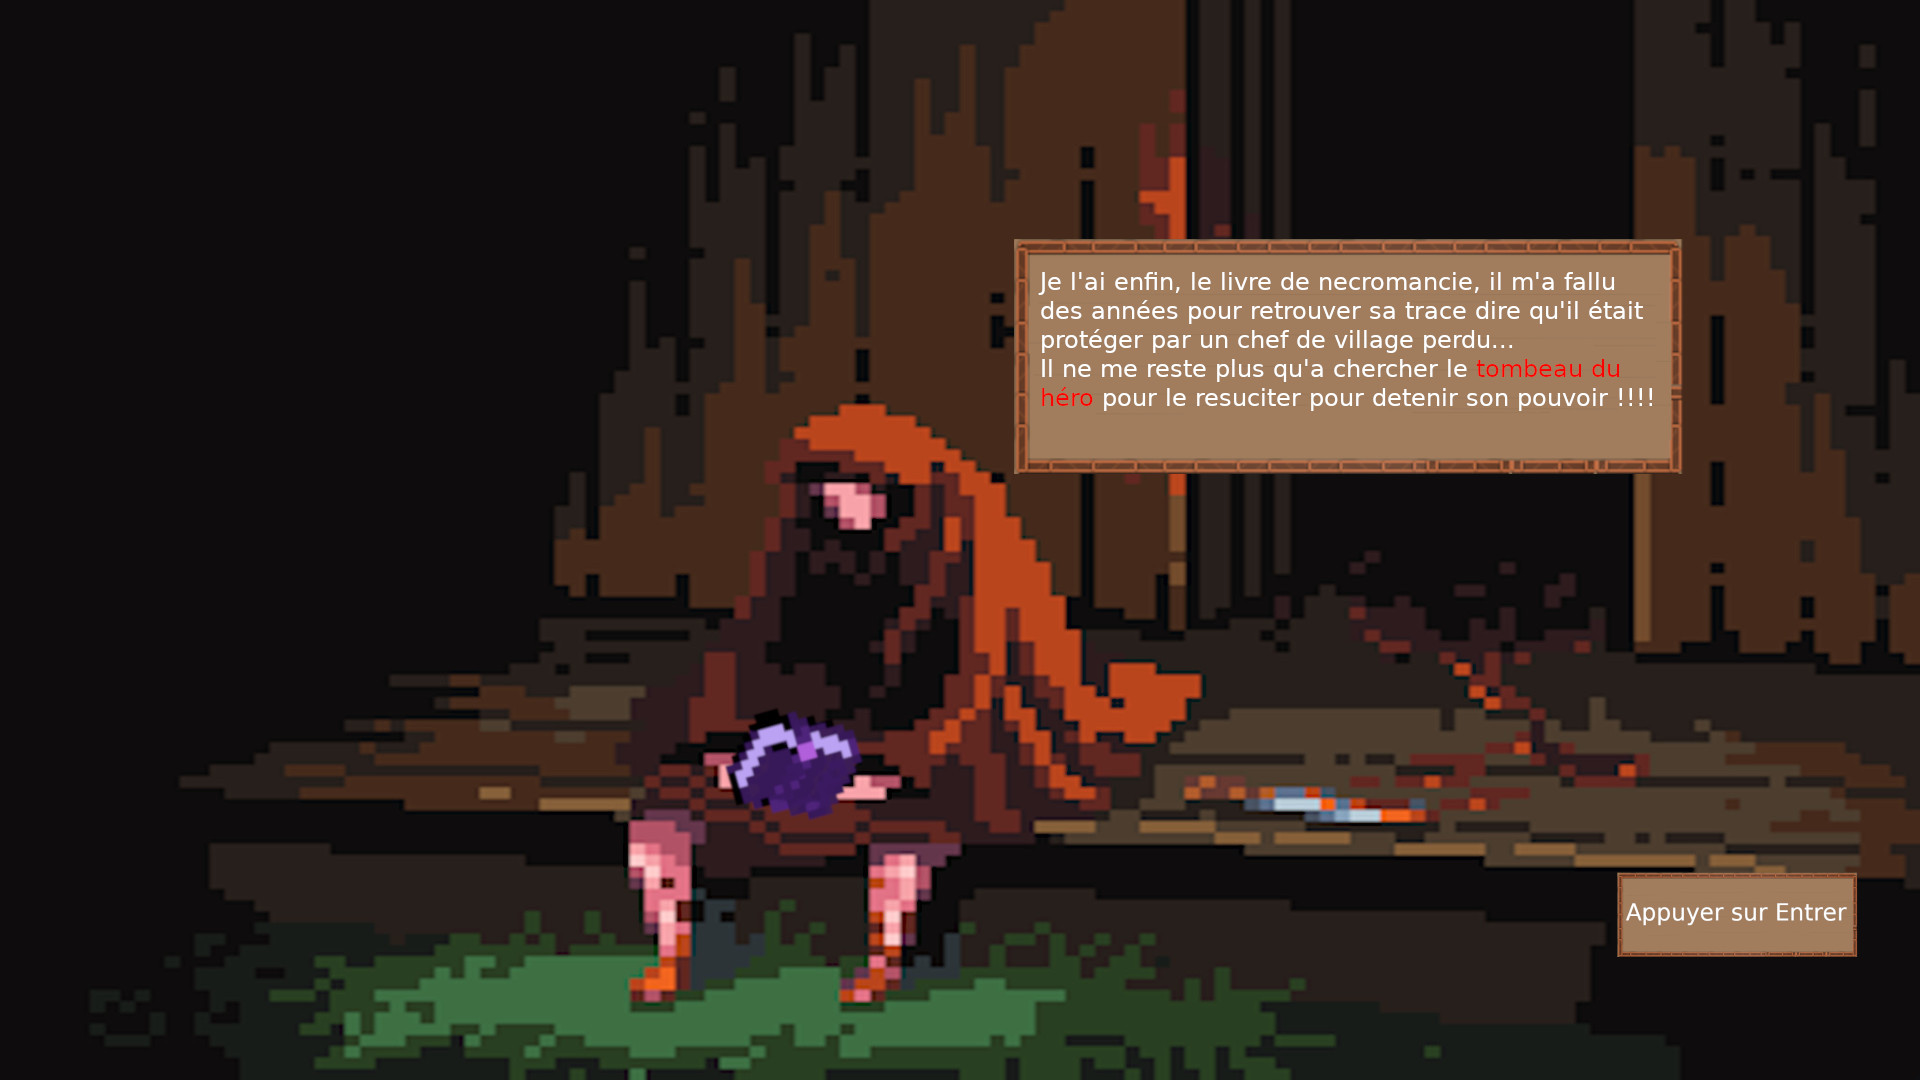 Je l'ai enfin, le livre de necromancie, il m'a fallu
des années pour retrouver sa trace dire qu'il était
protéger par un chef de village perdu...
Il ne me reste plus qu'a chercher le tombeau du
héro pour le resuciter pour detenir son pouvoir !!!!
Appuyer sur Entrer